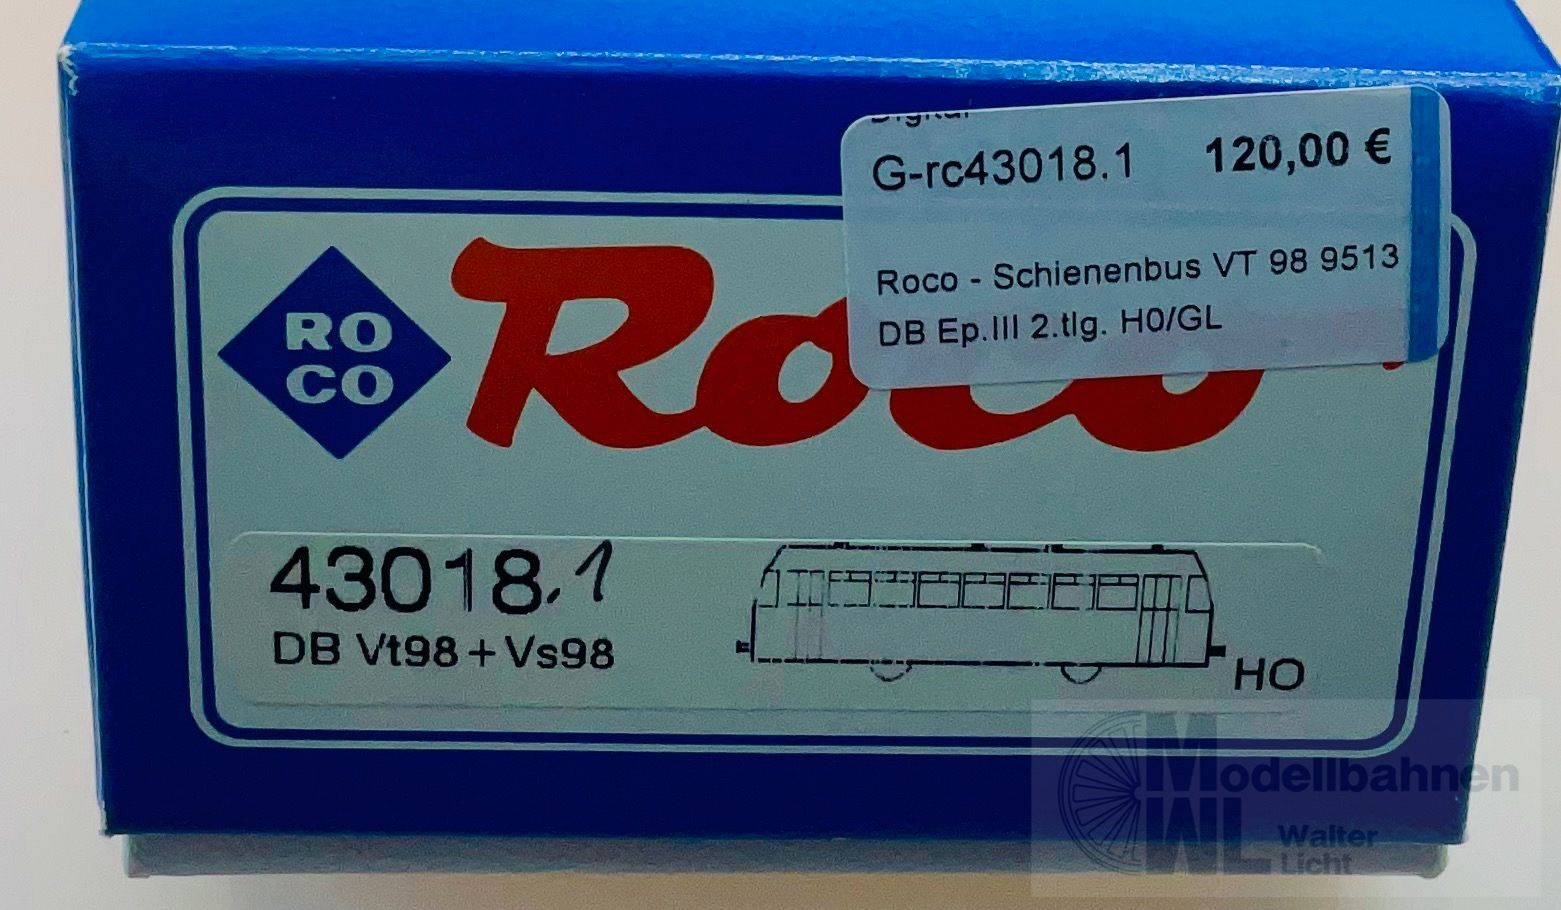 G-rc43018.1 120,00 €
Roco - Schienenbus VT 98 9513
DB Ep.III 2.tlg. H0/GL
RO
CO
Roco
43018.1
DB Vt98+Vs98
HO
Modellbahnen
WL Walter
Licht